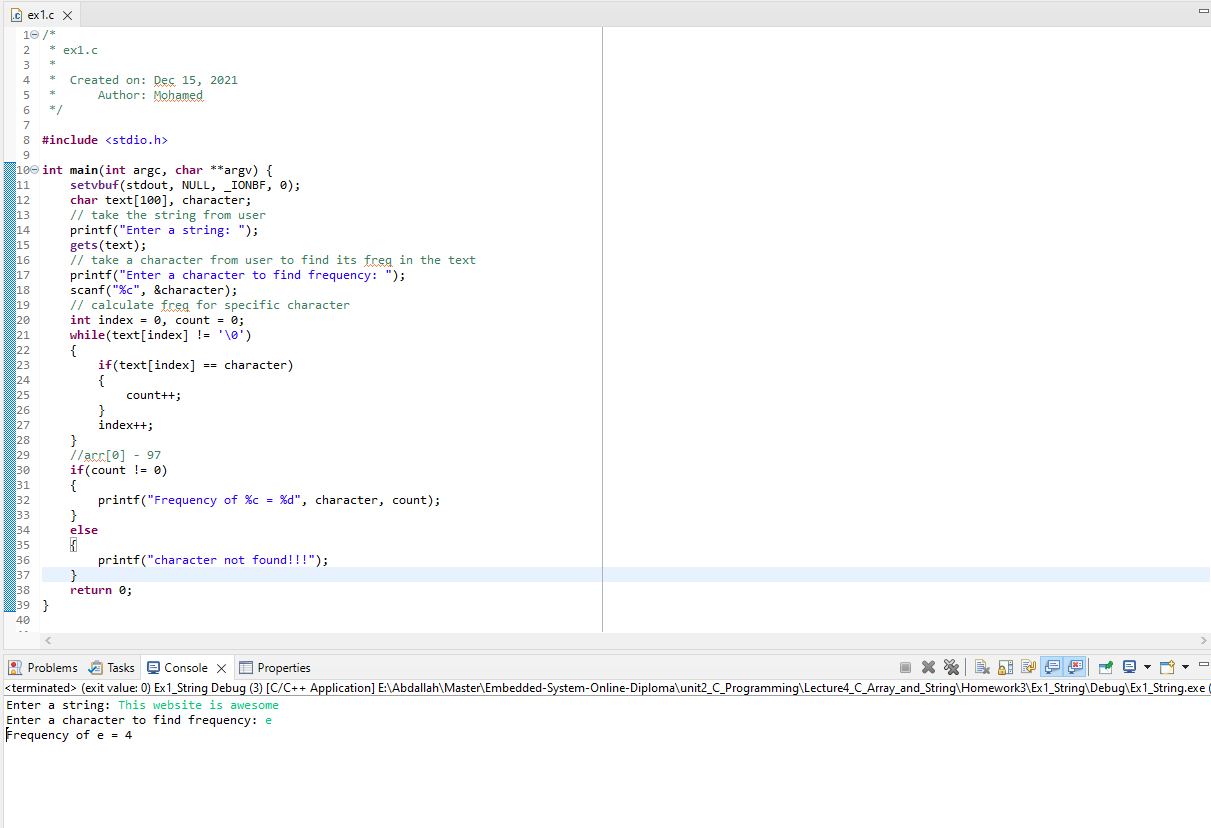 ex1.c
1 /*
2  * ex1.c
3  *
4  *  Created on: Dec 15, 2021
5  *      Author: Mohamed
6  */
7
8 #include <stdio.h>
9
10 int main(int argc, char **argv) {
11     setvbuf(stdout, NULL, _IONBF, 0);
12     char text[100], character;
13     // take the string from user
14     printf("Enter a string: ");
15     gets(text);
16     // take a character from user to find its freq in the text
17     printf("Enter a character to find frequency: ");
18     scanf("%c", &character);
19     // calculate freq for specific character
20     int index = 0, count = 0;
21     while(text[index] != '\0')
22     {
23         if(text[index] == character)
24         {
25             count++;
26         }
27         index++;
28     }
29     //arr[0] - 97
30     if(count != 0)
31     {
32         printf("Frequency of %c = %d", character, count);
33     }
34     else
35     {
36         printf("character not found!!!");
37     }
38     return 0;
39 }
40
Problems Tasks Console Properties
<terminated> (exit value: 0) Ex1_String Debug (3) [C/C++ Application] E:\Abdallah\Master\Embedded-System-Online-Diploma\unit2_C_Programming\Lecture4_C_Array_and_String\Homework3\Ex1_String\Debug\Ex1_String.exe (
Enter a string: This website is awesome
Enter a character to find frequency: e
Frequency of e = 4